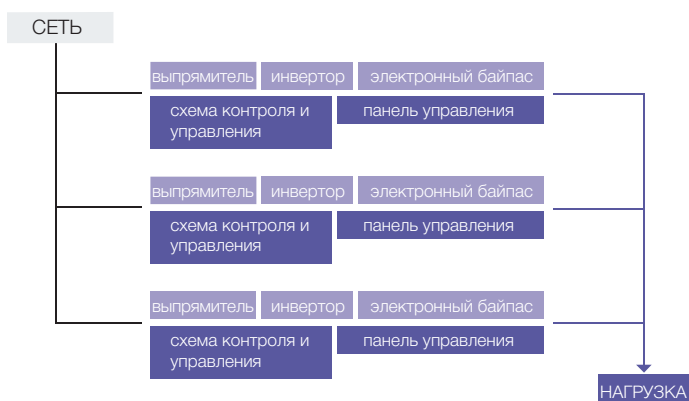 СЕТЬ
выпрямитель инвертор электронный байпас
схема контроля и управления
панель управления
выпрямитель инвертор электронный байпас
схема контроля и управления
панель управления
выпрямитель инвертор электронный байпас
схема контроля и управления
панель управления
НАГРУЗКА